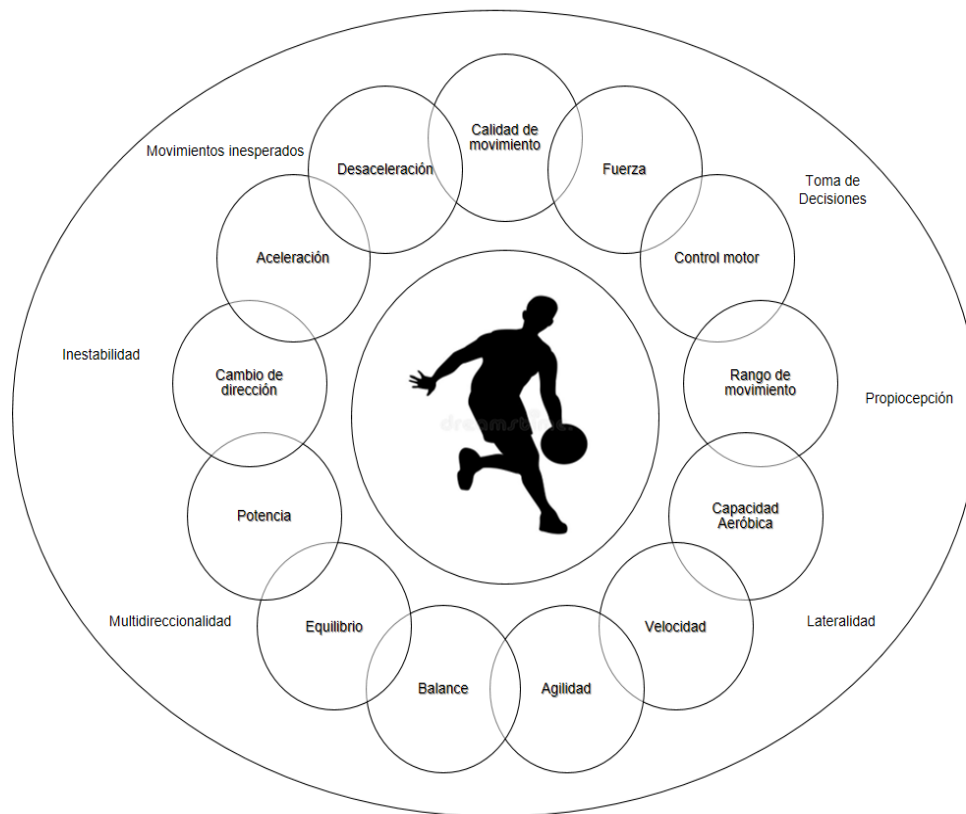 Calidad de
movimiento
Movimientos inesperados
Desaceleración
Fuerza
Toma de
Decisiones
Aceleración
Control motor
Inestabilidad
Cambio de
dirección
Rango de
movimiento
Propiocepción
Potencia
Capacidad
Aeróbica
Multidireccionalidad
Equilibrio
Velocidad
Lateralidad
Balance
Agilidad